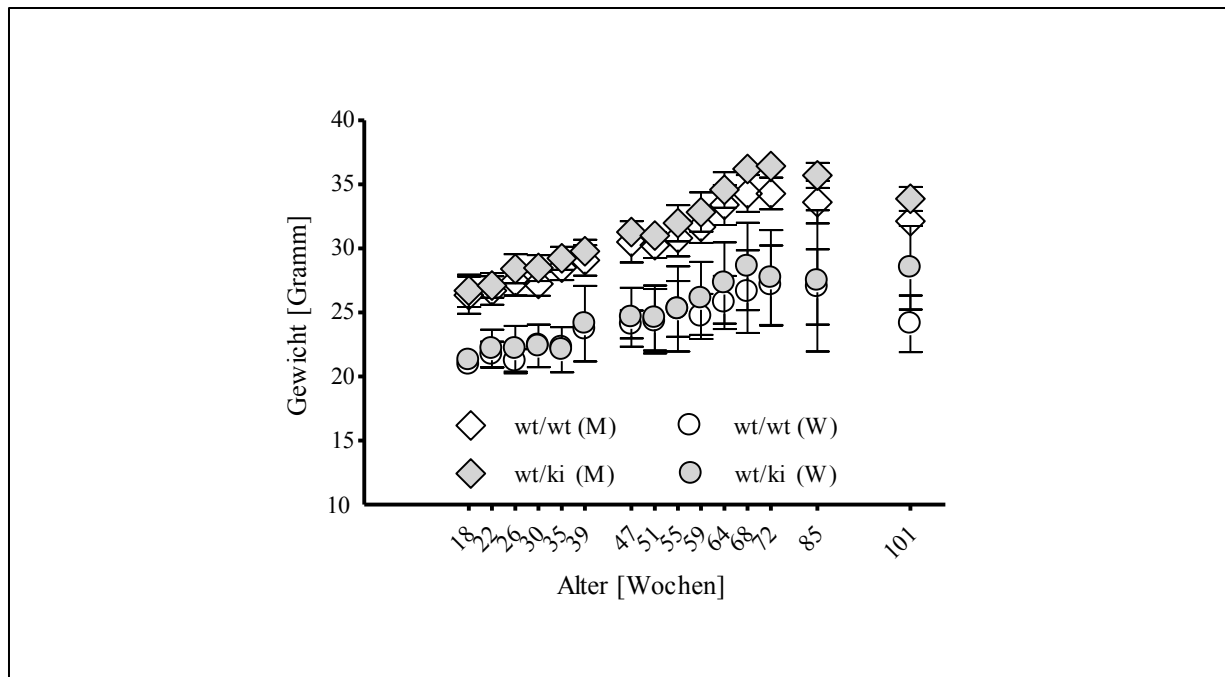 40
35
30
25
20
15
10
Gewicht [Gramm]
wt/wt (M)
wt/wt (W)
wt/ki (M)
wt/ki (W)
18 22 26 30 35 39 47 51 55 59 64 68 72 85 101
Alter [Wochen]